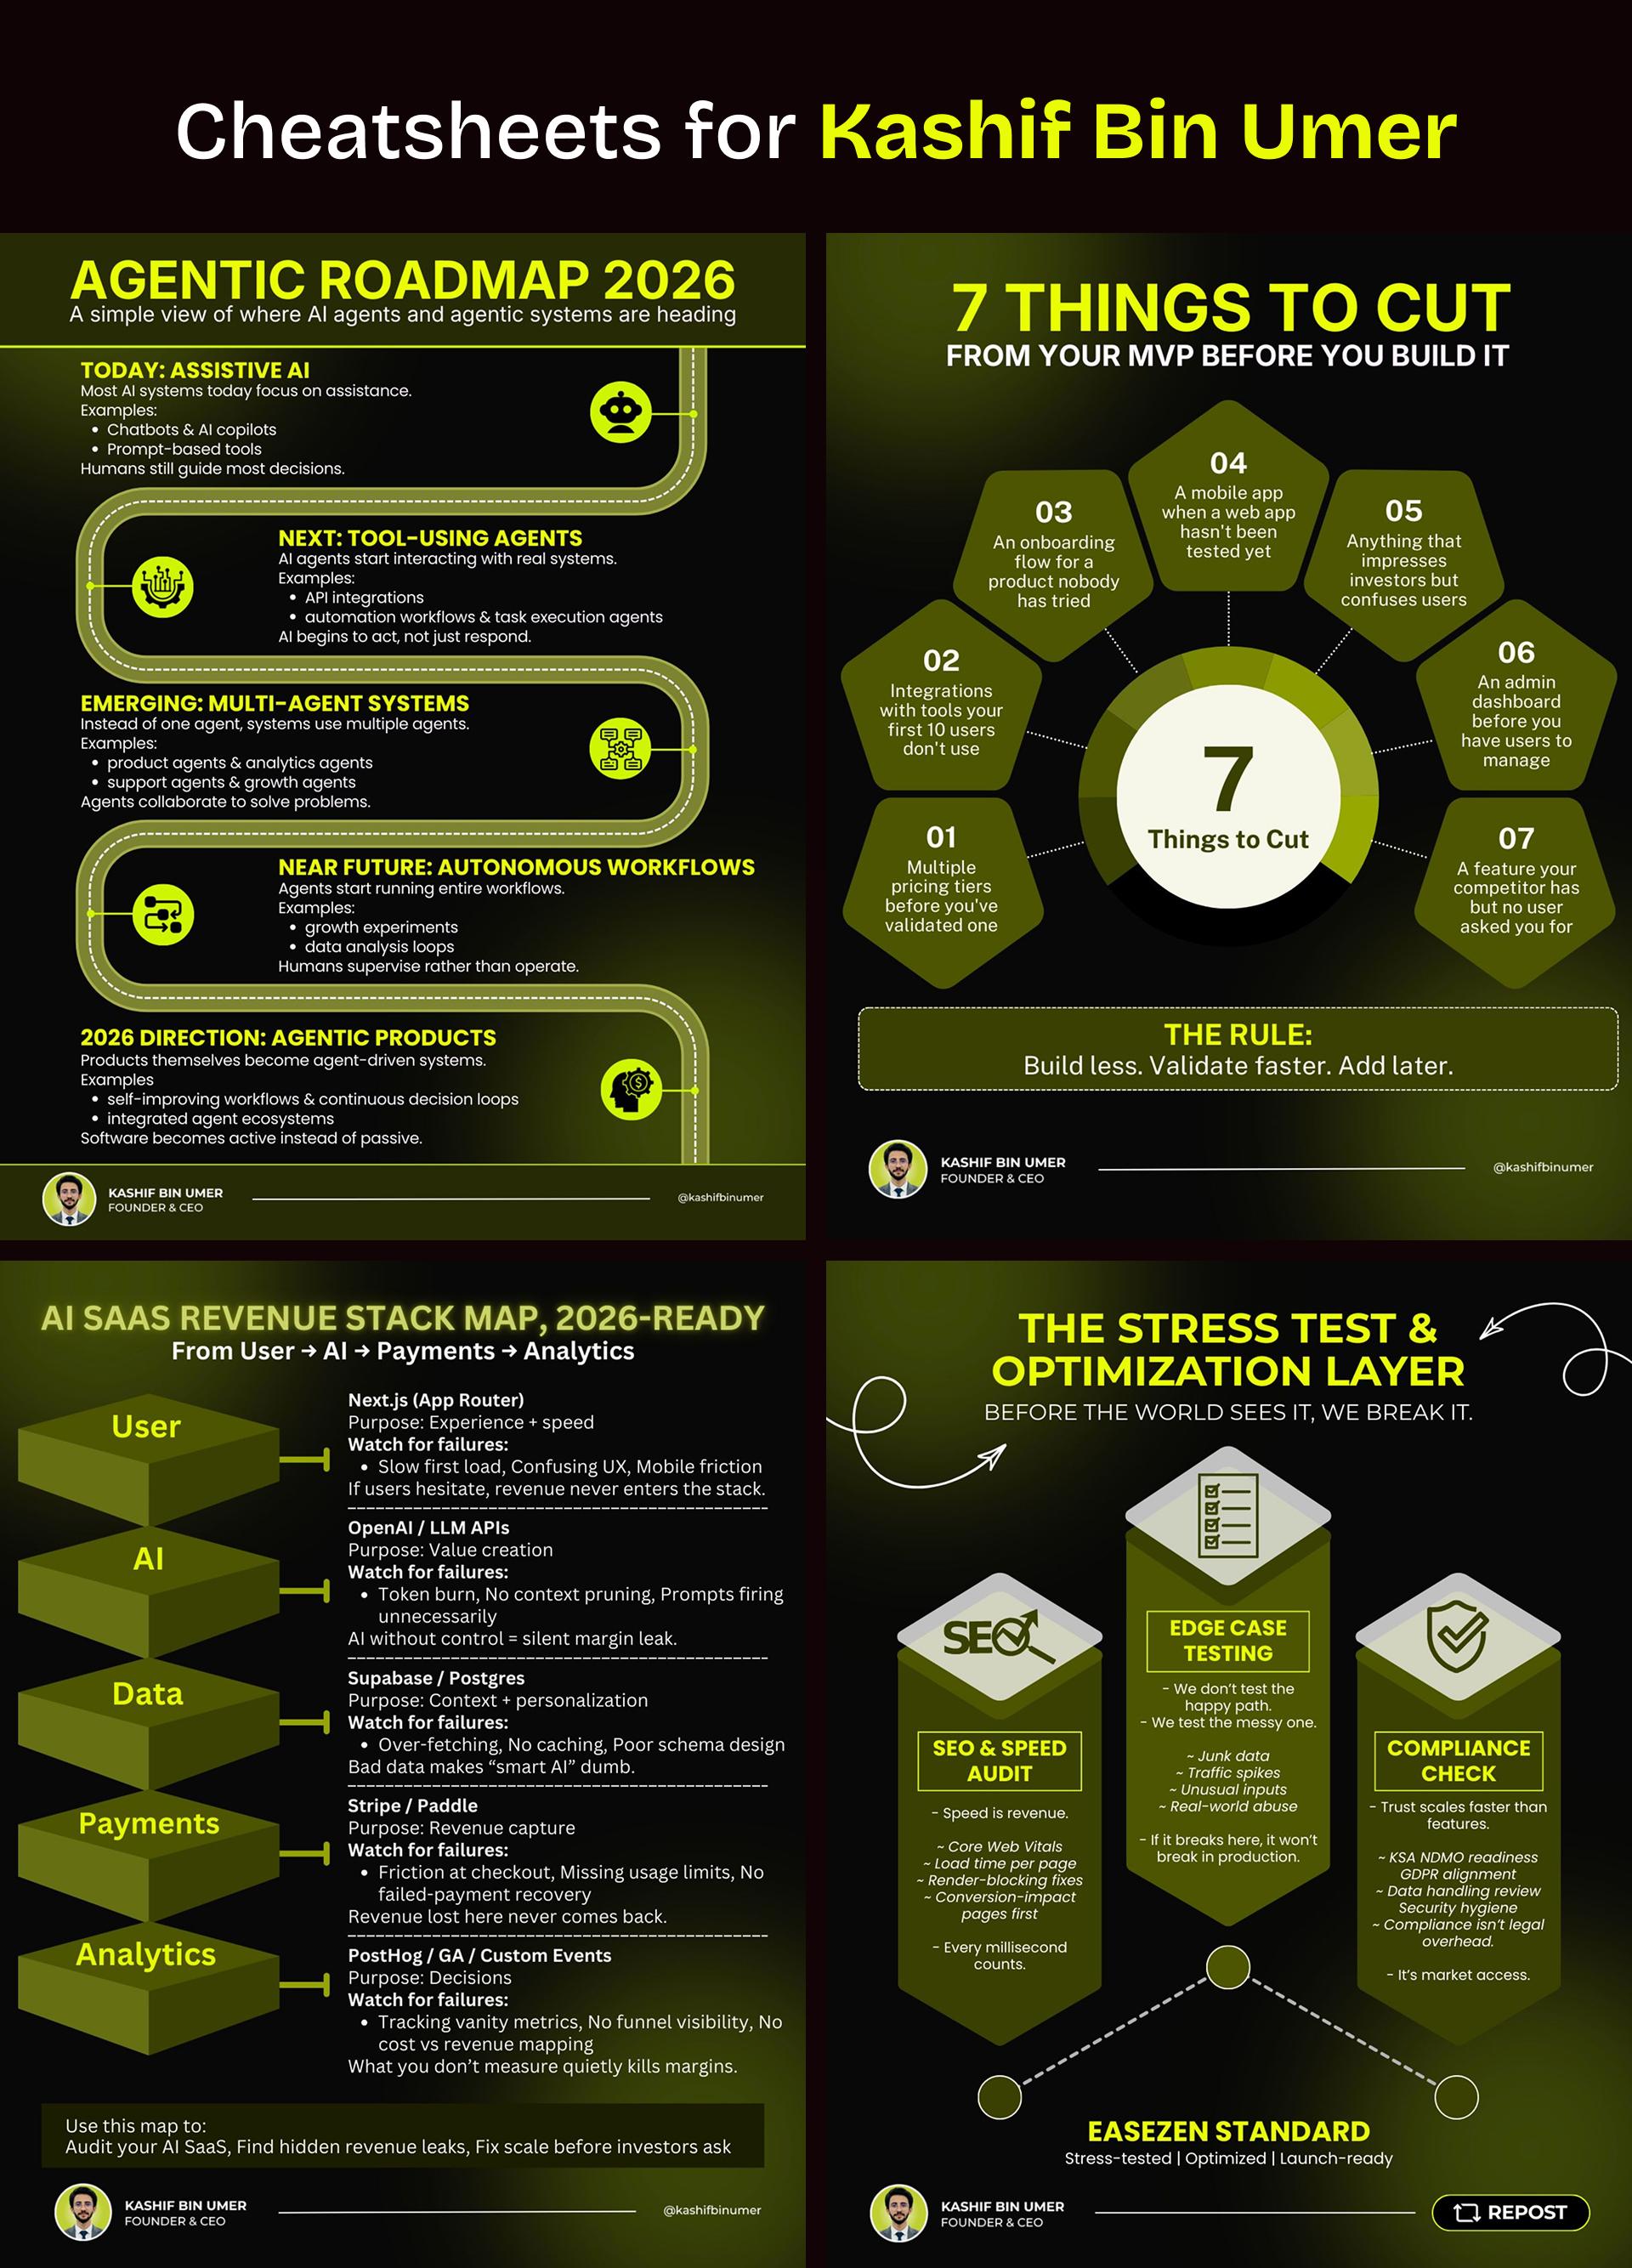 Cheatsheets for Kashif Bin Umer
AGENTIC ROADMAP 2026
A simple view of where AI agents and agentic systems are heading
TODAY: ASSISTIVE AI
Most AI systems today focus on assistance.
Examples:
• Chatbots & AI copilots
• Prompt-based tools
Humans still guide most decisions.
NEXT: TOOL-USING AGENTS
AI agents start interacting with real systems.
Examples:
• API integrations
• automation workflows & task execution agents
AI begins to act, not just respond.
EMERGING: MULTI-AGENT SYSTEMS
Instead of one agent, systems use multiple agents.
Examples:
• product agents & analytics agents
• support agents & growth agents
Agents collaborate to solve problems.
NEAR FUTURE: AUTONOMOUS WORKFLOWS
Agents start running entire workflows.
Examples:
• growth experiments
• data analysis loops
Humans supervise rather than operate.
2026 DIRECTION: AGENTIC PRODUCTS
Products themselves become agent-driven systems.
Examples
• self-improving workflows & continuous decision loops
• integrated agent ecosystems
Software becomes active instead of passive.
KASHIF BIN UMER
FOUNDER & CEO
@kashifbinumer
7 THINGS TO CUT
FROM YOUR MVP BEFORE YOU BUILD IT
01
Multiple
pricing tiers
before you've
validated one
02
Integrations
with tools your
first 10 users
don't use
03
An onboarding
flow for a
product nobody
has tried
04
A mobile app
when a web app
hasn't been
tested yet
05
Anything that
impresses
investors but
confuses users
06
An admin
dashboard
before you
have users to
manage
07
A feature your
competitor has
but no user
asked you for
7
Things to Cut
THE RULE:
Build less. Validate faster. Add later.
KASHIF BIN UMER
FOUNDER & CEO
@kashifbinumer
AI SAAS REVENUE STACK MAP, 2026-READY
From User → AI → Payments → Analytics
User
Next.js (App Router)
Purpose: Experience + speed
Watch for failures:
• Slow first load, Confusing UX, Mobile friction
If users hesitate, revenue never enters the stack.
AI
OpenAI / LLM APIs
Purpose: Value creation
Watch for failures:
• Token burn, No context pruning, Prompts firing
unnecessarily
AI without control = silent margin leak.
Data
Supabase / Postgres
Purpose: Context + personalization
Watch for failures:
• Over-fetching, No caching, Poor schema design
Bad data makes “smart AI” dumb.
Payments
Stripe / Paddle
Purpose: Revenue capture
Watch for failures:
• Friction at checkout, Missing usage limits, No
failed-payment recovery
Revenue lost here never comes back.
Analytics
PostHog / GA / Custom Events
Purpose: Decisions
Watch for failures:
• Tracking vanity metrics, No funnel visibility, No
cost vs revenue mapping
What you don’t measure quietly kills margins.
Use this map to:
Audit your AI SaaS, Find hidden revenue leaks, Fix scale before investors ask
KASHIF BIN UMER
FOUNDER & CEO
@kashifbinumer
THE STRESS TEST &
OPTIMIZATION LAYER
BEFORE THE WORLD SEES IT, WE BREAK IT.
SEO
SEO & SPEED
AUDIT
- Speed is revenue.
~ Core Web Vitals
~ Load time per page
~ Render-blocking fixes
~ Conversion-impact
pages first
- Every millisecond
counts.
EDGE CASE
TESTING
- We don’t test the
happy path.
- We test the messy one.
~ Junk data
~ Traffic spikes
~ Unusual inputs
~ Real-world abuse
- If it breaks here, it won’t
break in production.
COMPLIANCE
CHECK
- Trust scales faster than
features.
~ KSA NDMO readiness
GDPR alignment
~ Data handling review
Security hygiene
~ Compliance isn’t legal
overhead.
- It’s market access.
EASEZEN STANDARD
Stress-tested | Optimized | Launch-ready
KASHIF BIN UMER
FOUNDER & CEO
REPOST